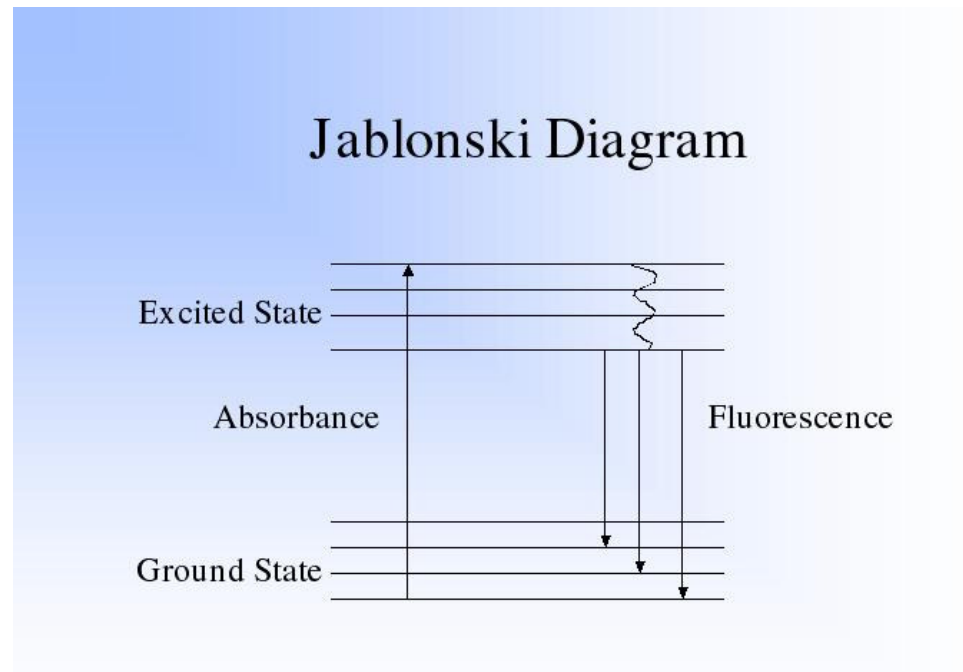 Jablonski Diagram
Excited State
Absorbance
Fluorescence
Ground State